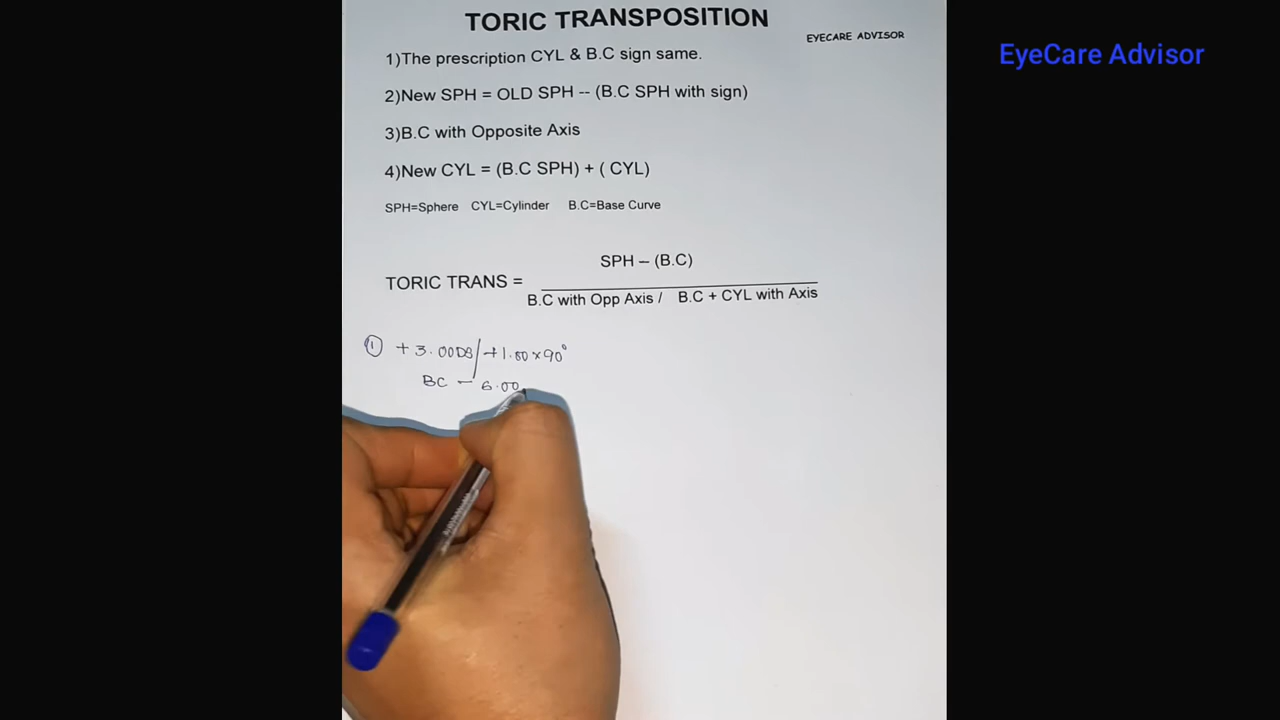 TORIC TRANSPOSITION
EYECARE ADVISOR
EyeCare Advisor
1)The prescription CYL & B.C sign same.
2)New SPH = OLD SPH -- (B.C SPH with sign)
3)B.C with Opposite Axis
4)New CYL = (B.C SPH) + ( CYL)
SPH=Sphere CYL=Cylinder B.C=Base Curve
SPH – (B.C)
TORIC TRANS =
B.C with Opp Axis / B.C + CYL with Axis
① +3.00DS/+1.00×90°
BC – 6.00